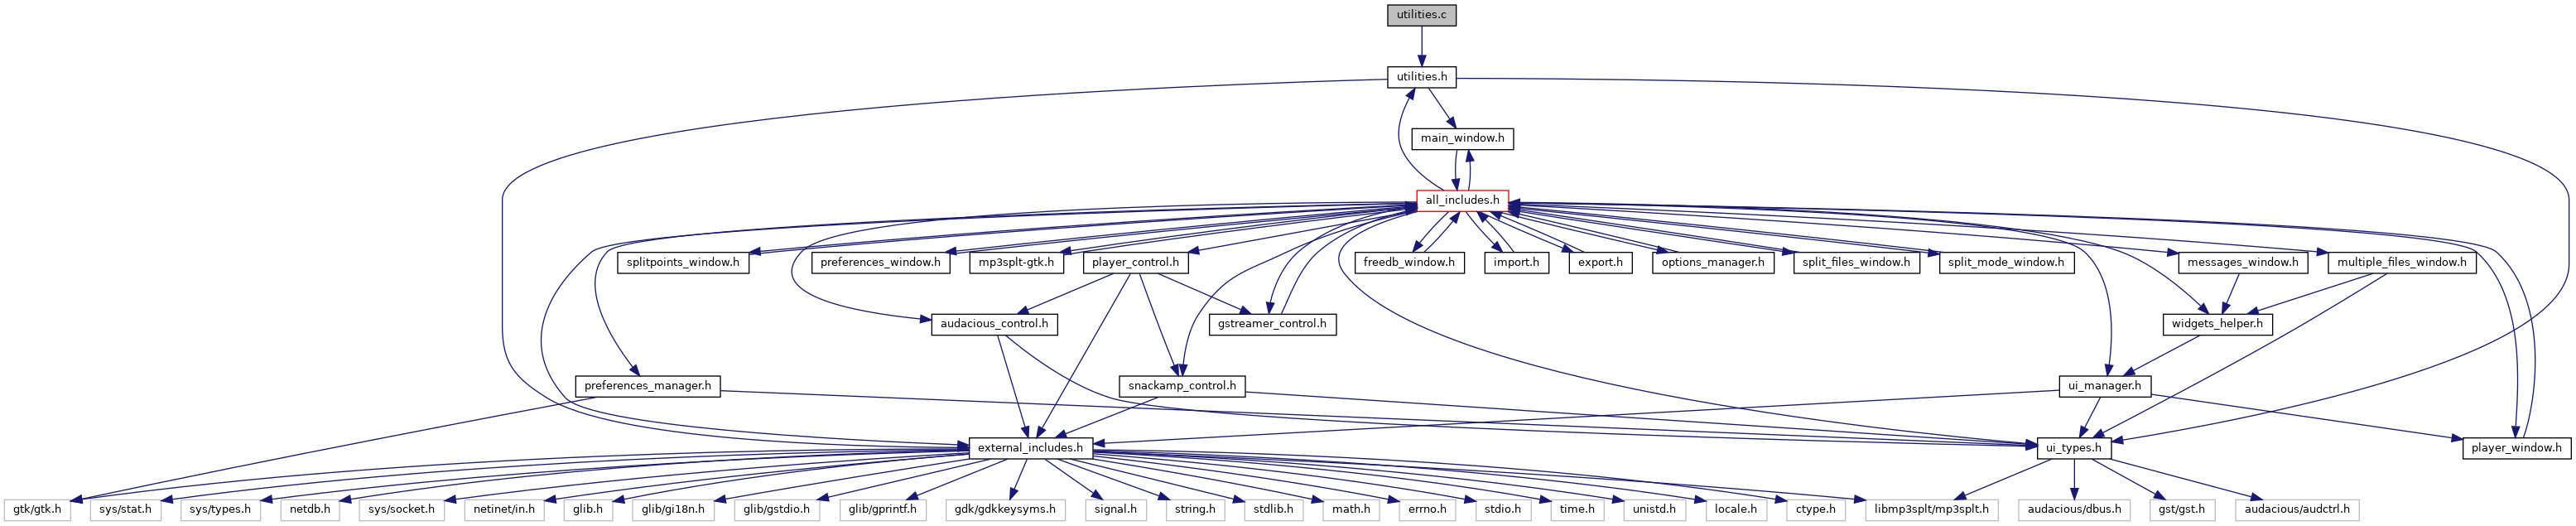 utilities.c
utilities.h
main_window.h
all_includes.h
splitpoints_window.h
preferences_window.h
mp3splt-gtk.h
player_control.h
freedb_window.h
import.h
export.h
options_manager.h
split_files_window.h
split_mode_window.h
messages_window.h
multiple_files_window.h
audacious_control.h
gstreamer_control.h
widgets_helper.h
preferences_manager.h
snackamp_control.h
ui_manager.h
external_includes.h
ui_types.h
player_window.h
gtk/gtk.h
sys/stat.h
sys/types.h
netdb.h
sys/socket.h
netinet/in.h
glib.h
glib/gi18n.h
glib/gstdio.h
glib/gprintf.h
gdk/gdkkeysyms.h
signal.h
string.h
stdlib.h
math.h
errno.h
stdio.h
time.h
unistd.h
locale.h
ctype.h
libmp3splt/mp3splt.h
audacious/dbus.h
gst/gst.h
audacious/audctrl.h